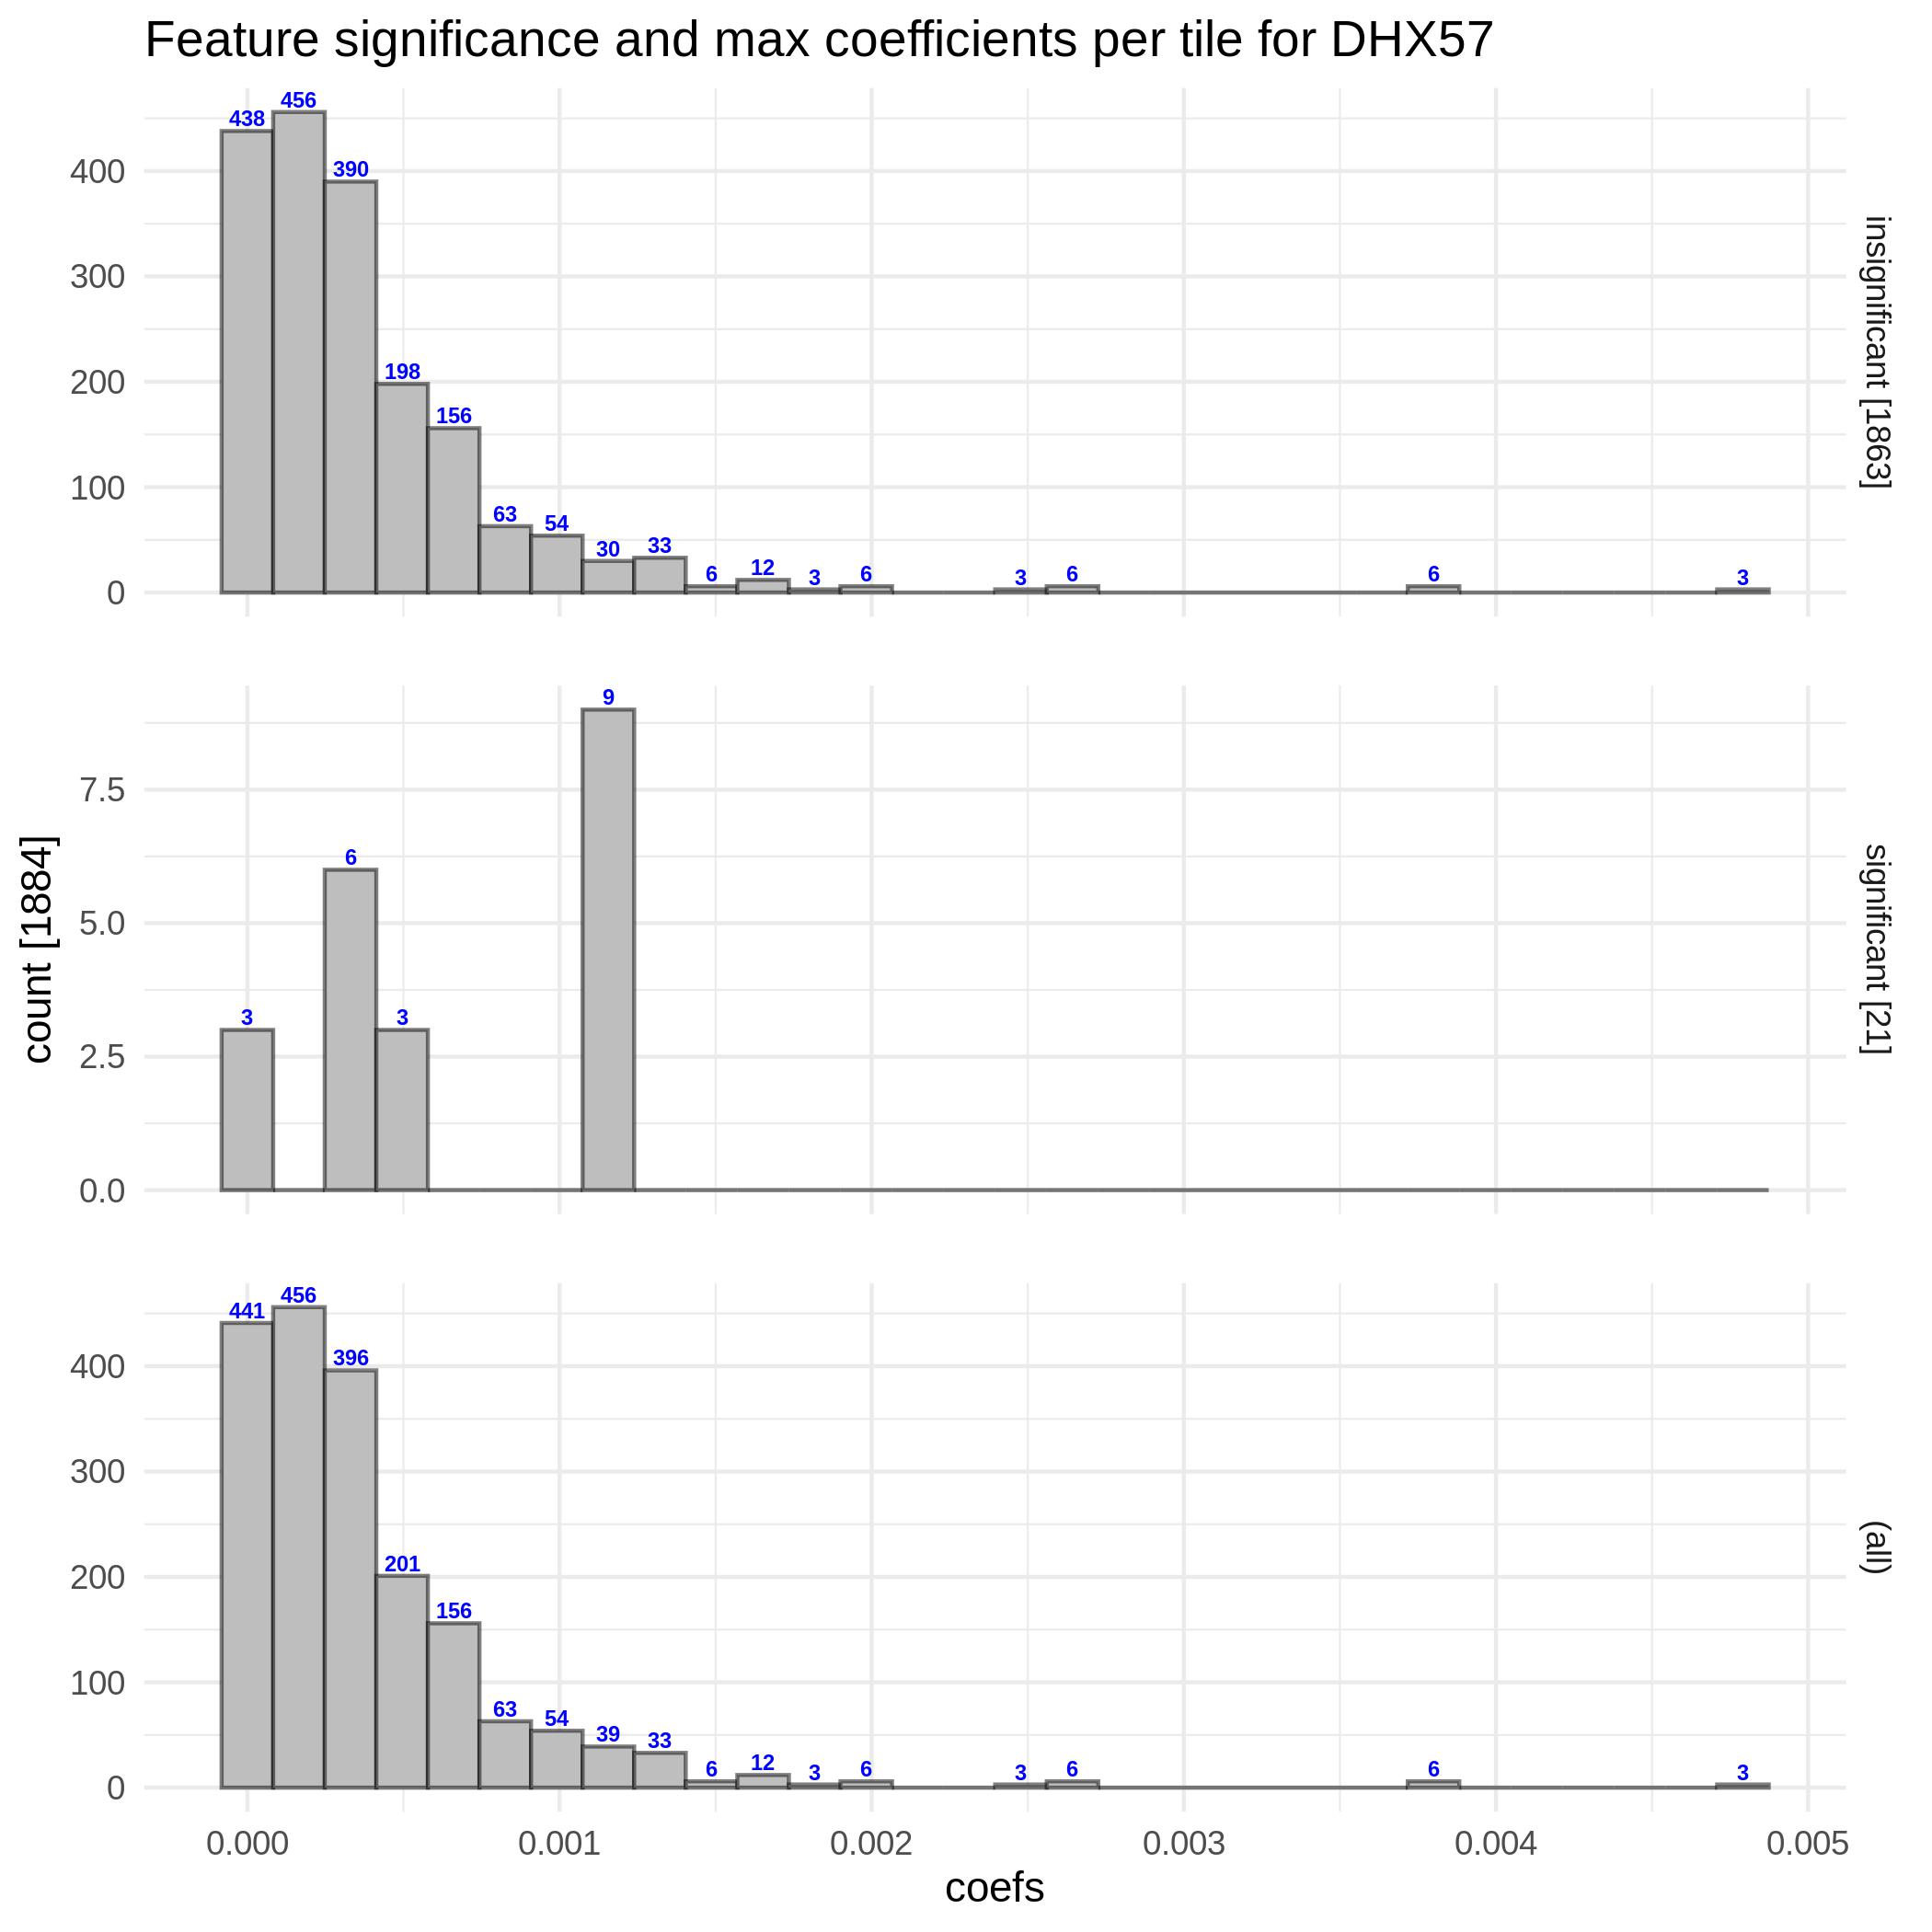 Feature significance and max coefficients per tile for DHX57
438 456 390 198 156 63 54 30 33 6 12 3 6 3 6 6 3
400
300
200
100
0
insignificant [1863]
count [1884]
3 6 3 9
7.5
5.0
2.5
0.0
significant [21]
441 456 396 201 156 63 54 39 33 6 12 3 6 3 6 6 3
400
300
200
100
0
(all)
0.000 0.001 0.002 0.003 0.004 0.005
coefs